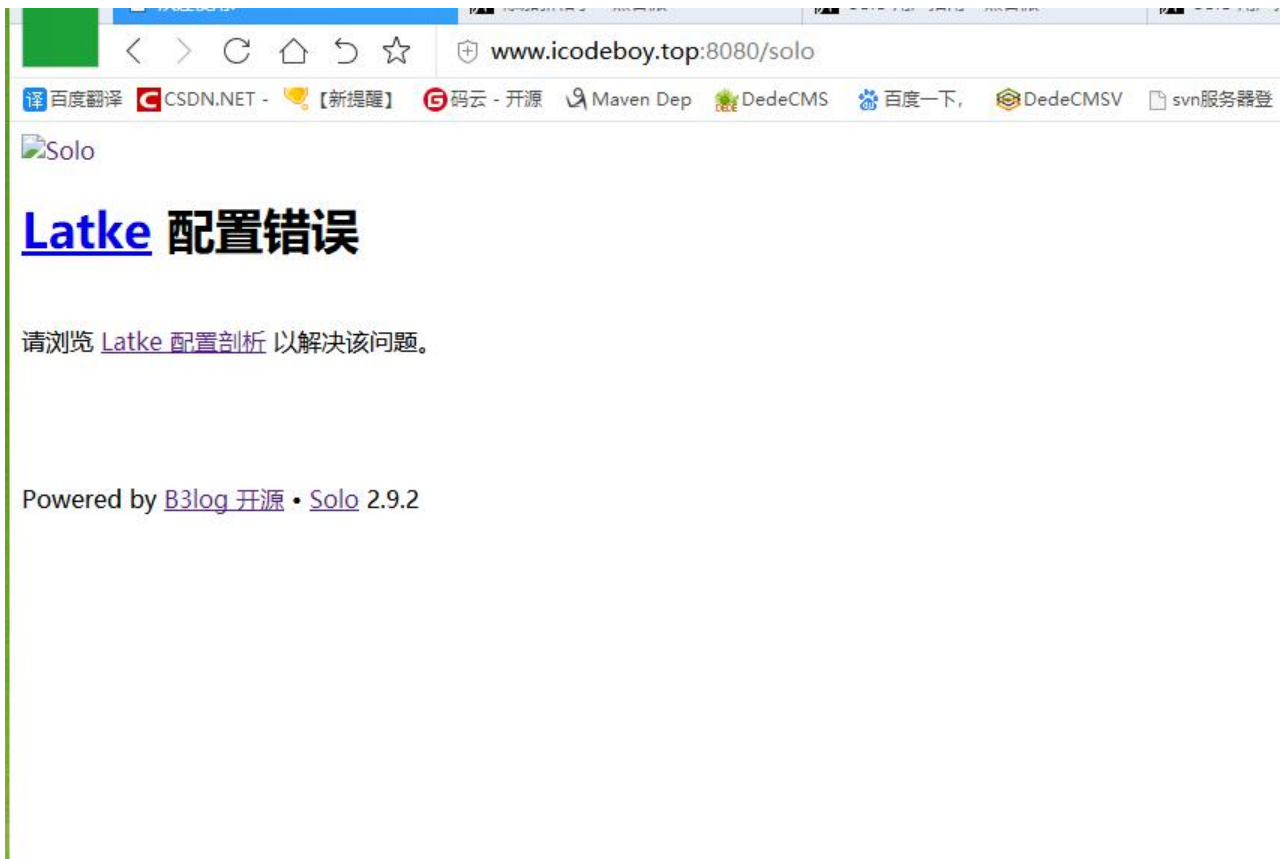 www.icodeboy.top:8080/solo
译 百度翻译 CSDN.NET - 【新提醒】 码云 - 开源 Maven Dep DedeCMS 百度一下, DedeCMSV svn服务器登
Solo
Latke 配置错误
请浏览 Latke 配置剖析 以解决该问题。
Powered by B3log 开源 • Solo 2.9.2